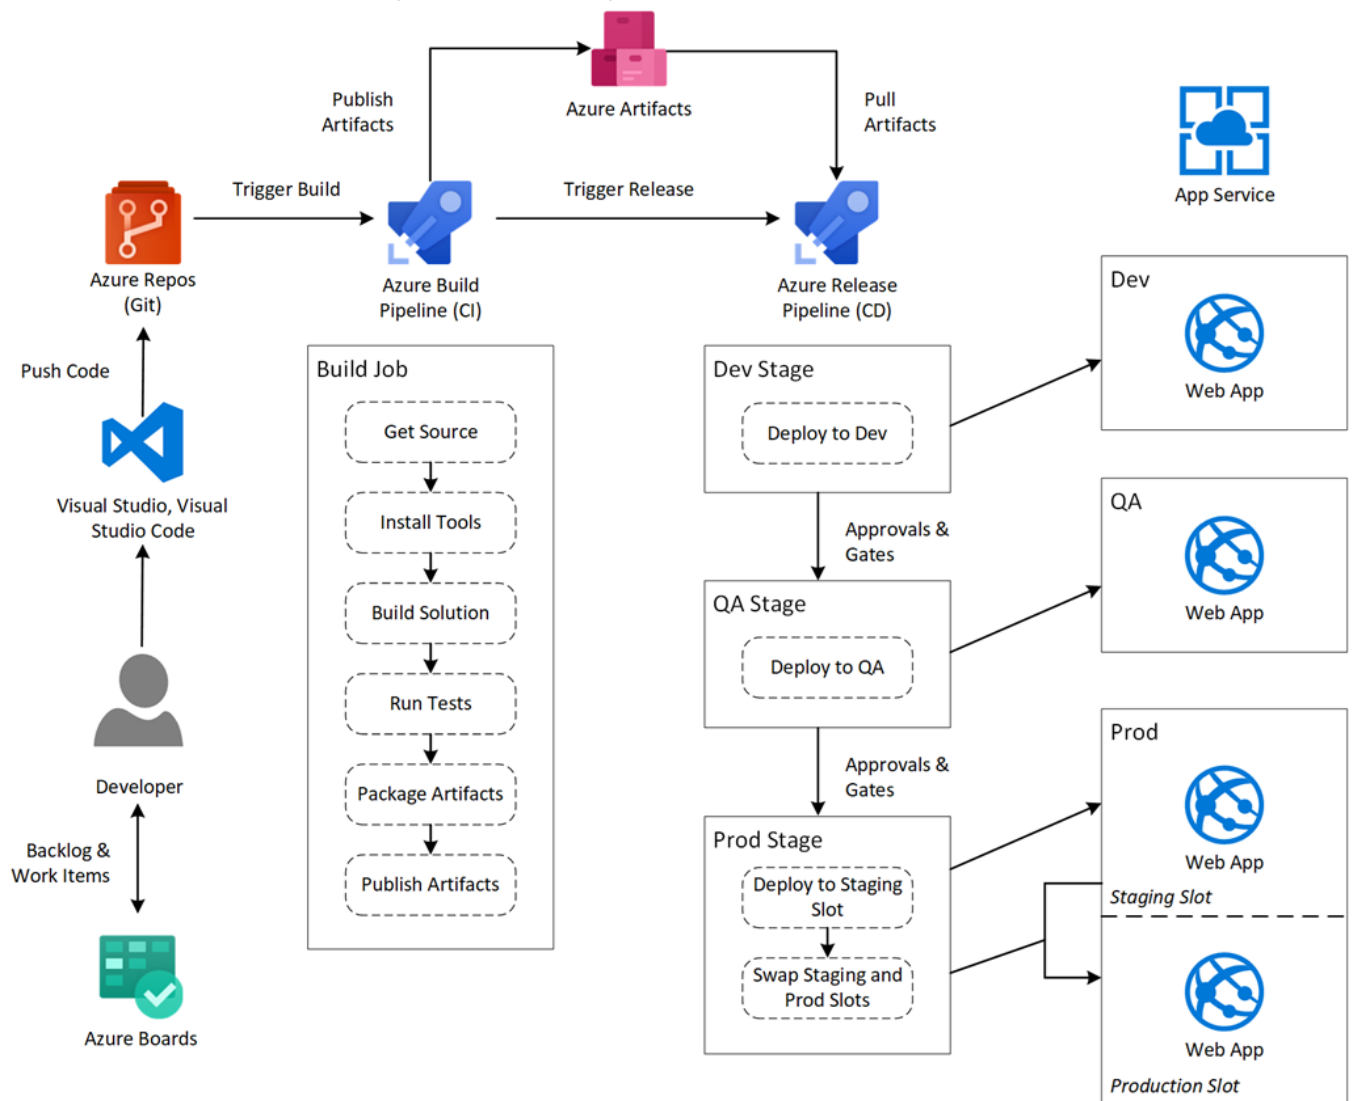 Azure Artifacts
Publish
Artifacts
Pull
Artifacts
App Service
Trigger Build
Trigger Release
Azure Repos
(Git)
Azure Build
Pipeline (CI)
Azure Release
Pipeline (CD)
Push Code
Visual Studio, Visual
Studio Code
Developer
Backlog &
Work Items
Azure Boards
Build Job
Get Source
Install Tools
Build Solution
Run Tests
Package Artifacts
Publish Artifacts
Dev Stage
Deploy to Dev
Approvals &
Gates
QA Stage
Deploy to QA
Approvals &
Gates
Prod Stage
Deploy to Staging
Slot
Swap Staging and
Prod Slots
Dev
Web App
QA
Web App
Prod
Web App
Staging Slot
Web App
Production Slot